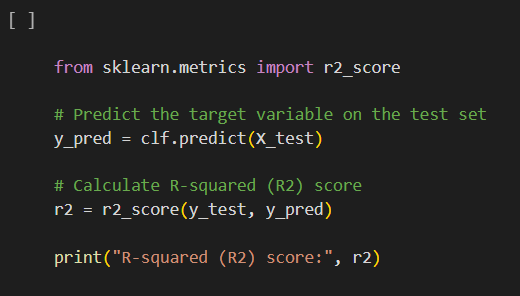 [ ]
from sklearn.metrics import r2_score
# Predict the target variable on the test set
y_pred = clf.predict(X_test)
# Calculate R-squared (R2) score
r2 = r2_score(y_test, y_pred)
print("R-squared (R2) score:", r2)